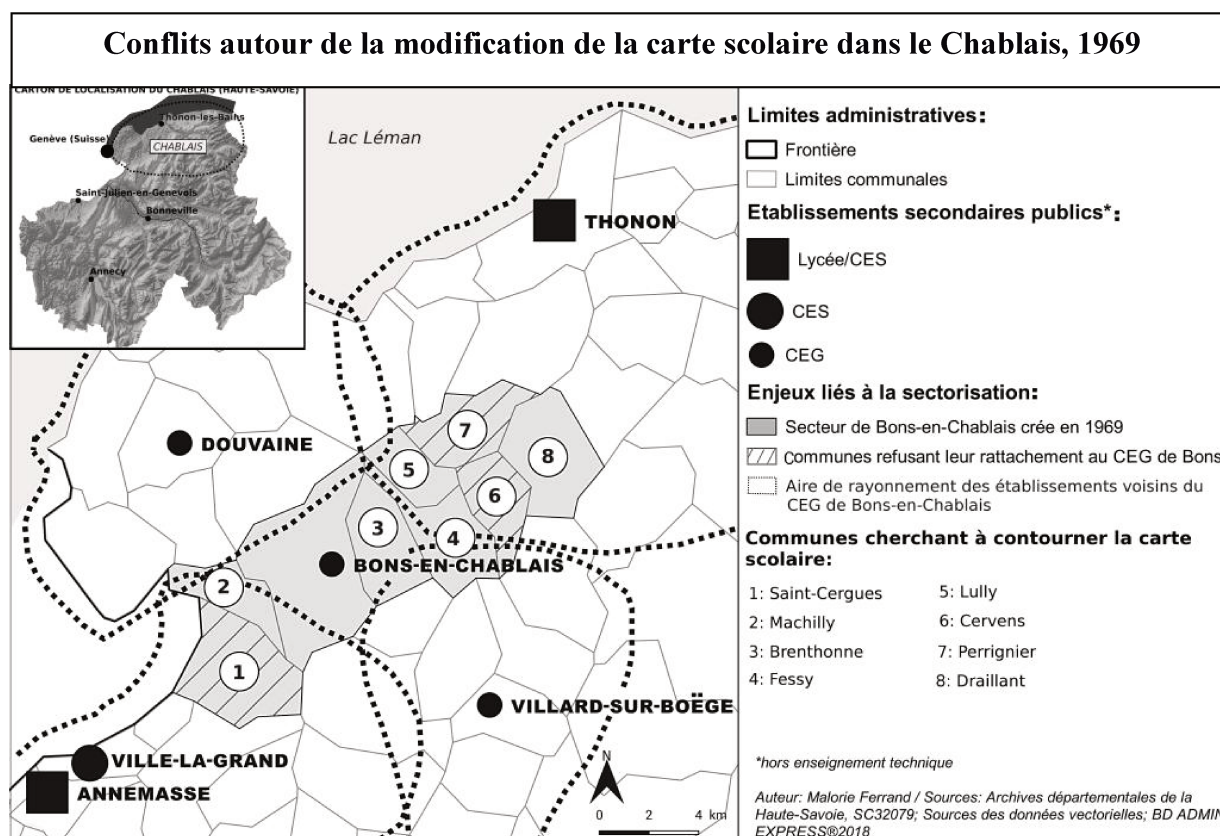 Conflits autour de la modification de la carte scolaire dans le Chablais, 1969
CARTON DE LOCALISATION DU CHABLAIS (HAUTE-SAVOIE)
Thonon-les-Bains
Genève (Suisse)
CHABLAIS
Saint-Julien-en-Genevois
Bonneville
Annecy
Lac Léman
THONON
DOUVAINE
7
8
5
6
3
4
BONS-EN-CHABLAIS
2
1
VILLARD-SUR-BOËGE
VILLE-LA-GRAND
ANNEMASSE
N
0 2 4 km
Limites administratives:
Frontière
Limites communales
Etablissements secondaires publics*:
Lycée/CES
CES
CEG
Enjeux liés à la sectorisation:
Secteur de Bons-en-Chablais crée en 1969
Communes refusant leur rattachement au CEG de Bons
Aire de rayonnement des établissements voisins du
CEG de Bons-en-Chablais
Communes cherchant à contourner la carte
scolaire:
1: Saint-Cergues
2: Machilly
3: Brenthonne
4: Fessy
5: Lully
6: Cervens
7: Perrignier
8: Draillant
*hors enseignement technique
Auteur: Malorie Ferrand / Sources: Archives départementales de la
Haute-Savoie, SC32079; Sources des données vectorielles; BD ADMIN
EXPRESS®2018